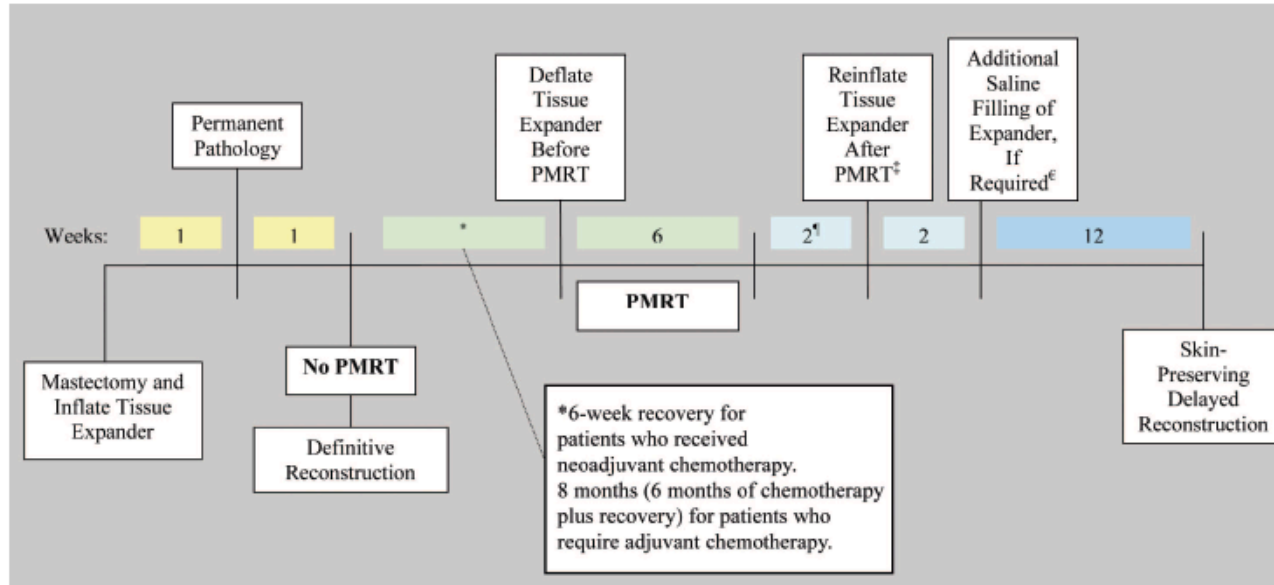 Permanent
Pathology
Deflate
Tissue
Expander
Before
PMRT
Reinflate
Tissue
Expander
After
PMRT‡
Additional
Saline
Filling of
Expander,
If
Required€
Weeks: 1 1 * 6 2¶ 2 12
PMRT
Mastectomy and
Inflate Tissue
Expander
No PMRT
Definitive
Reconstruction
*6-week recovery for
patients who received
neoadjuvant chemotherapy.
8 months (6 months of chemotherapy
plus recovery) for patients who
require adjuvant chemotherapy.
Skin-
Preserving
Delayed
Reconstruction